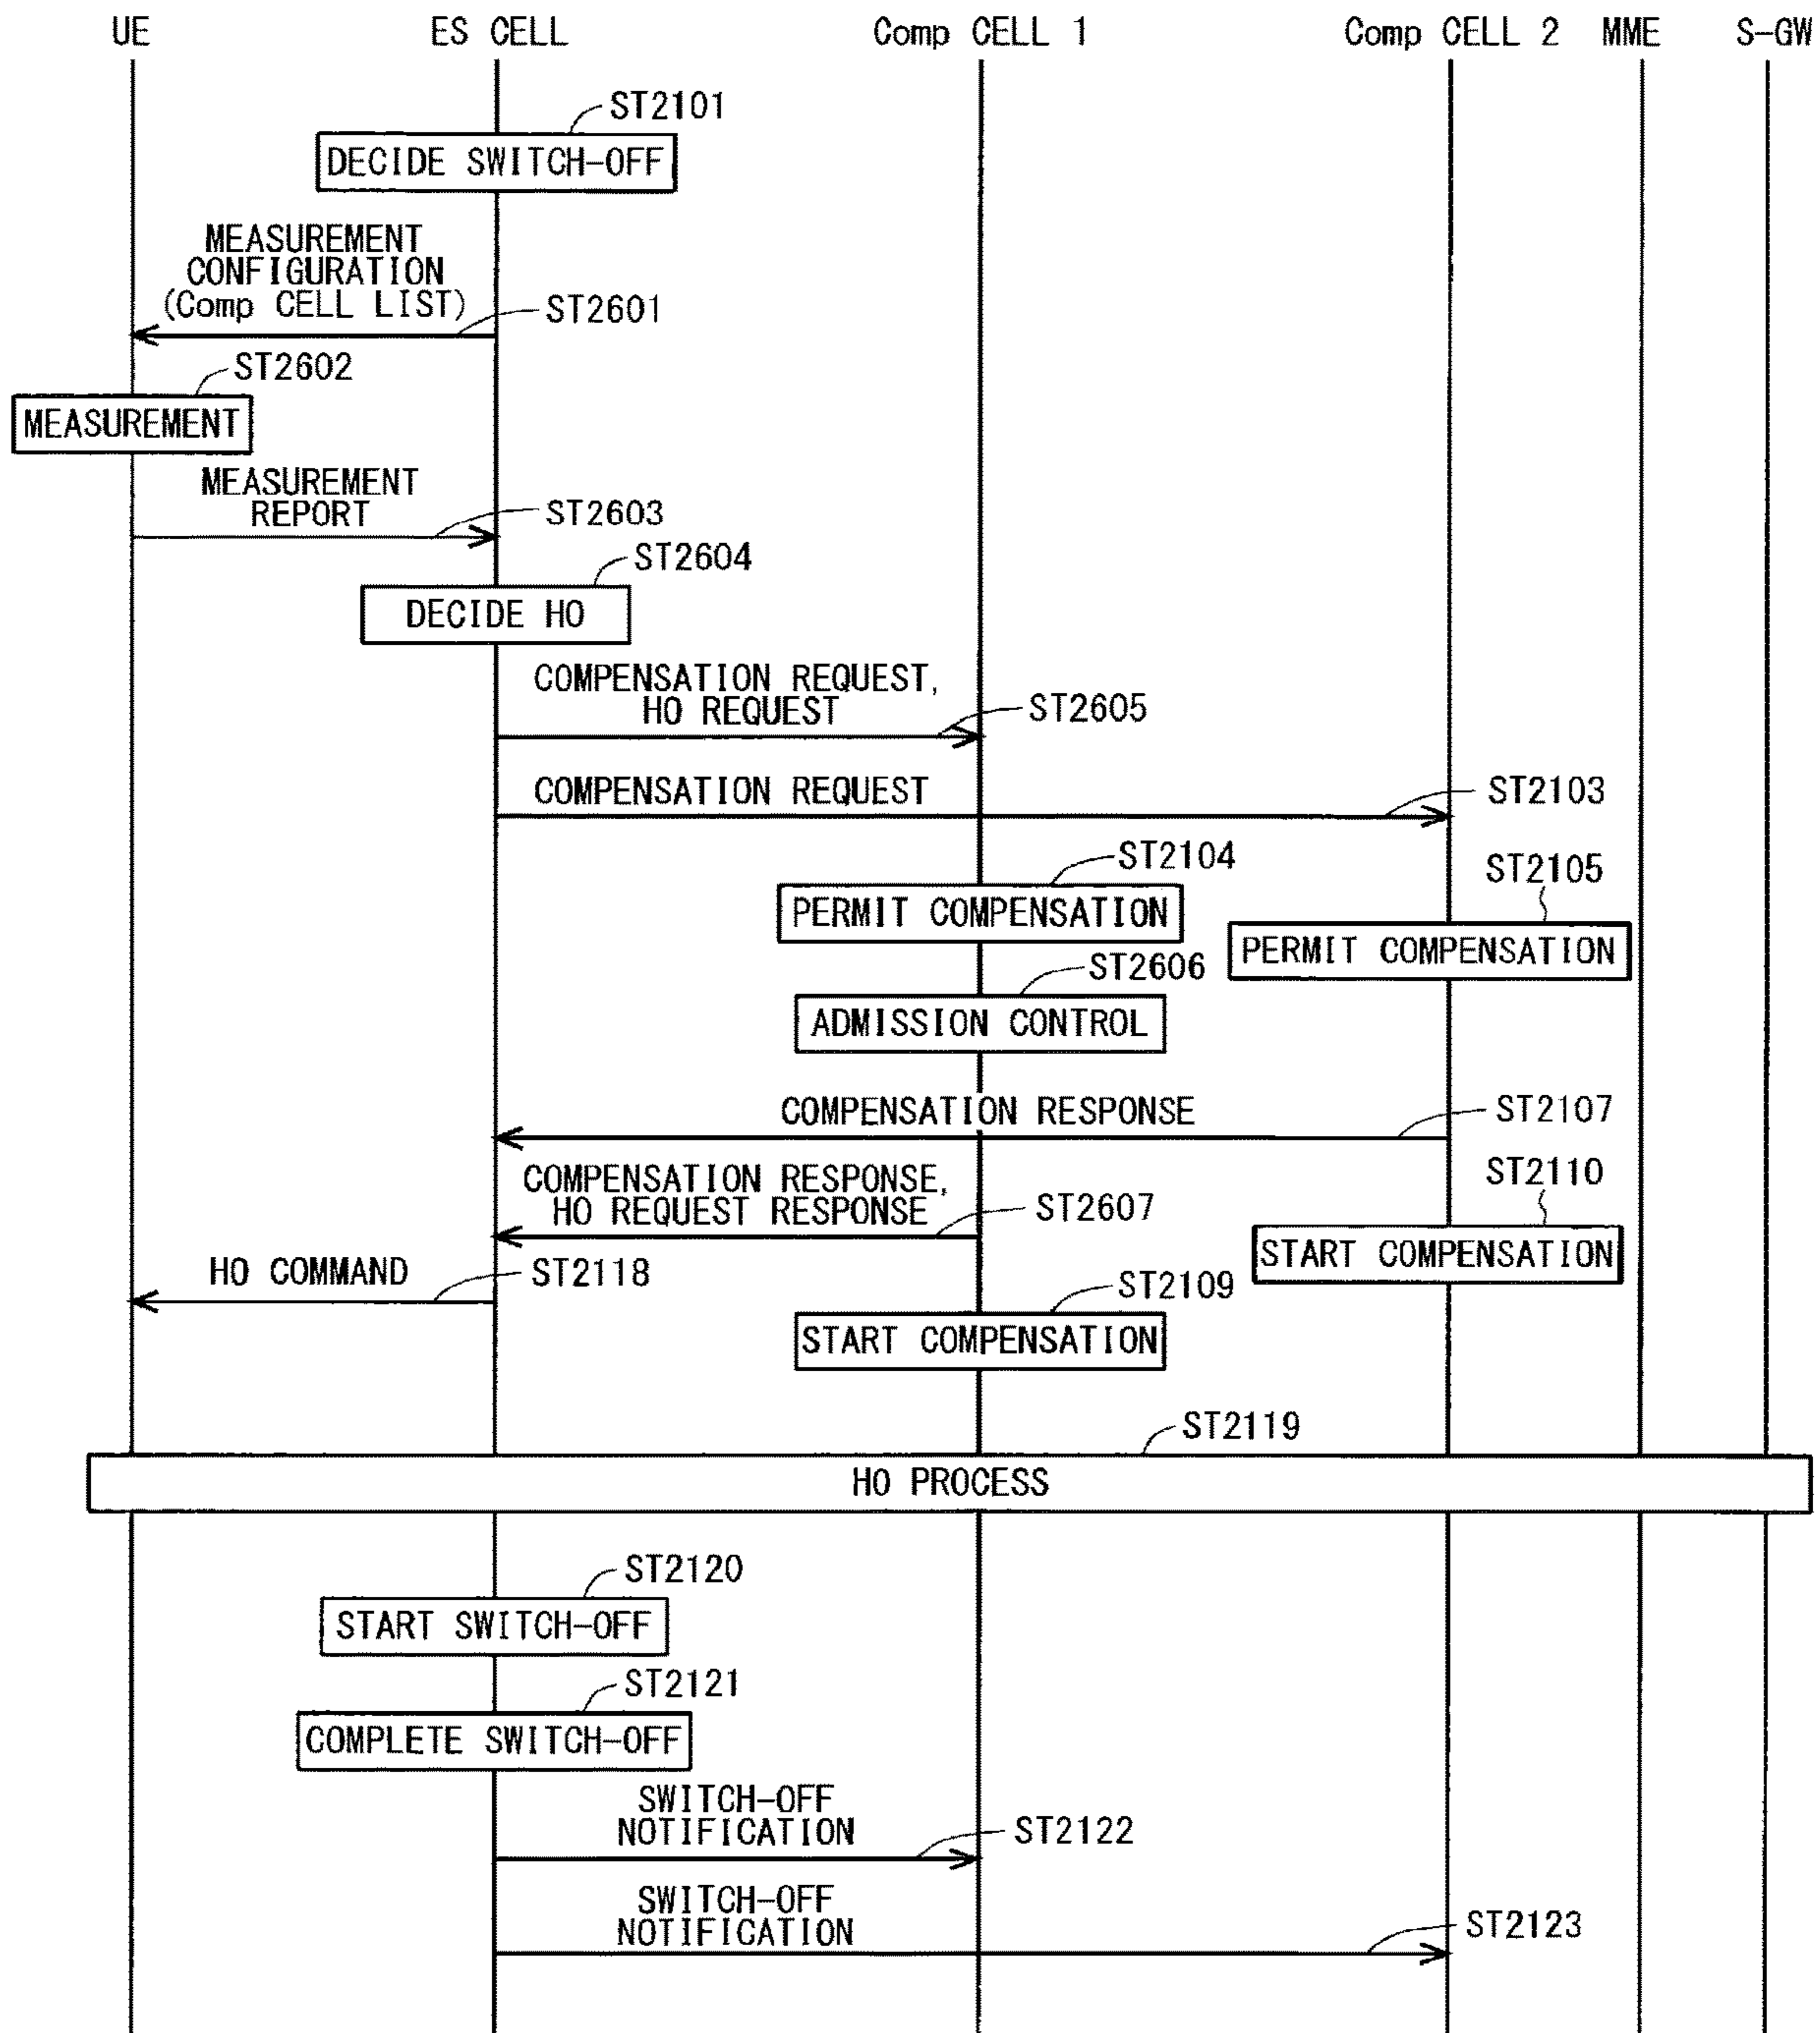 UE ES CELL Comp CELL 1 Comp CELL 2 MME S-GW
ST2101
DECIDE SWITCH-OFF
MEASUREMENT
CONFIGURATION
(Comp CELL LIST)
ST2601
ST2602
MEASUREMENT
MEASUREMENT
REPORT
ST2603
ST2604
DECIDE HO
COMPENSATION REQUEST,
HO REQUEST
ST2605
COMPENSATION REQUEST
ST2103
ST2104
PERMIT COMPENSATION
ST2105
PERMIT COMPENSATION
ST2606
ADMISSION CONTROL
COMPENSATION RESPONSE
ST2107
COMPENSATION RESPONSE,
HO REQUEST RESPONSE
ST2607
ST2110
START COMPENSATION
HO COMMAND
ST2118
ST2109
START COMPENSATION
ST2119
HO PROCESS
ST2120
START SWITCH-OFF
ST2121
COMPLETE SWITCH-OFF
SWITCH-OFF
NOTIFICATION
ST2122
SWITCH-OFF
NOTIFICATION
ST2123